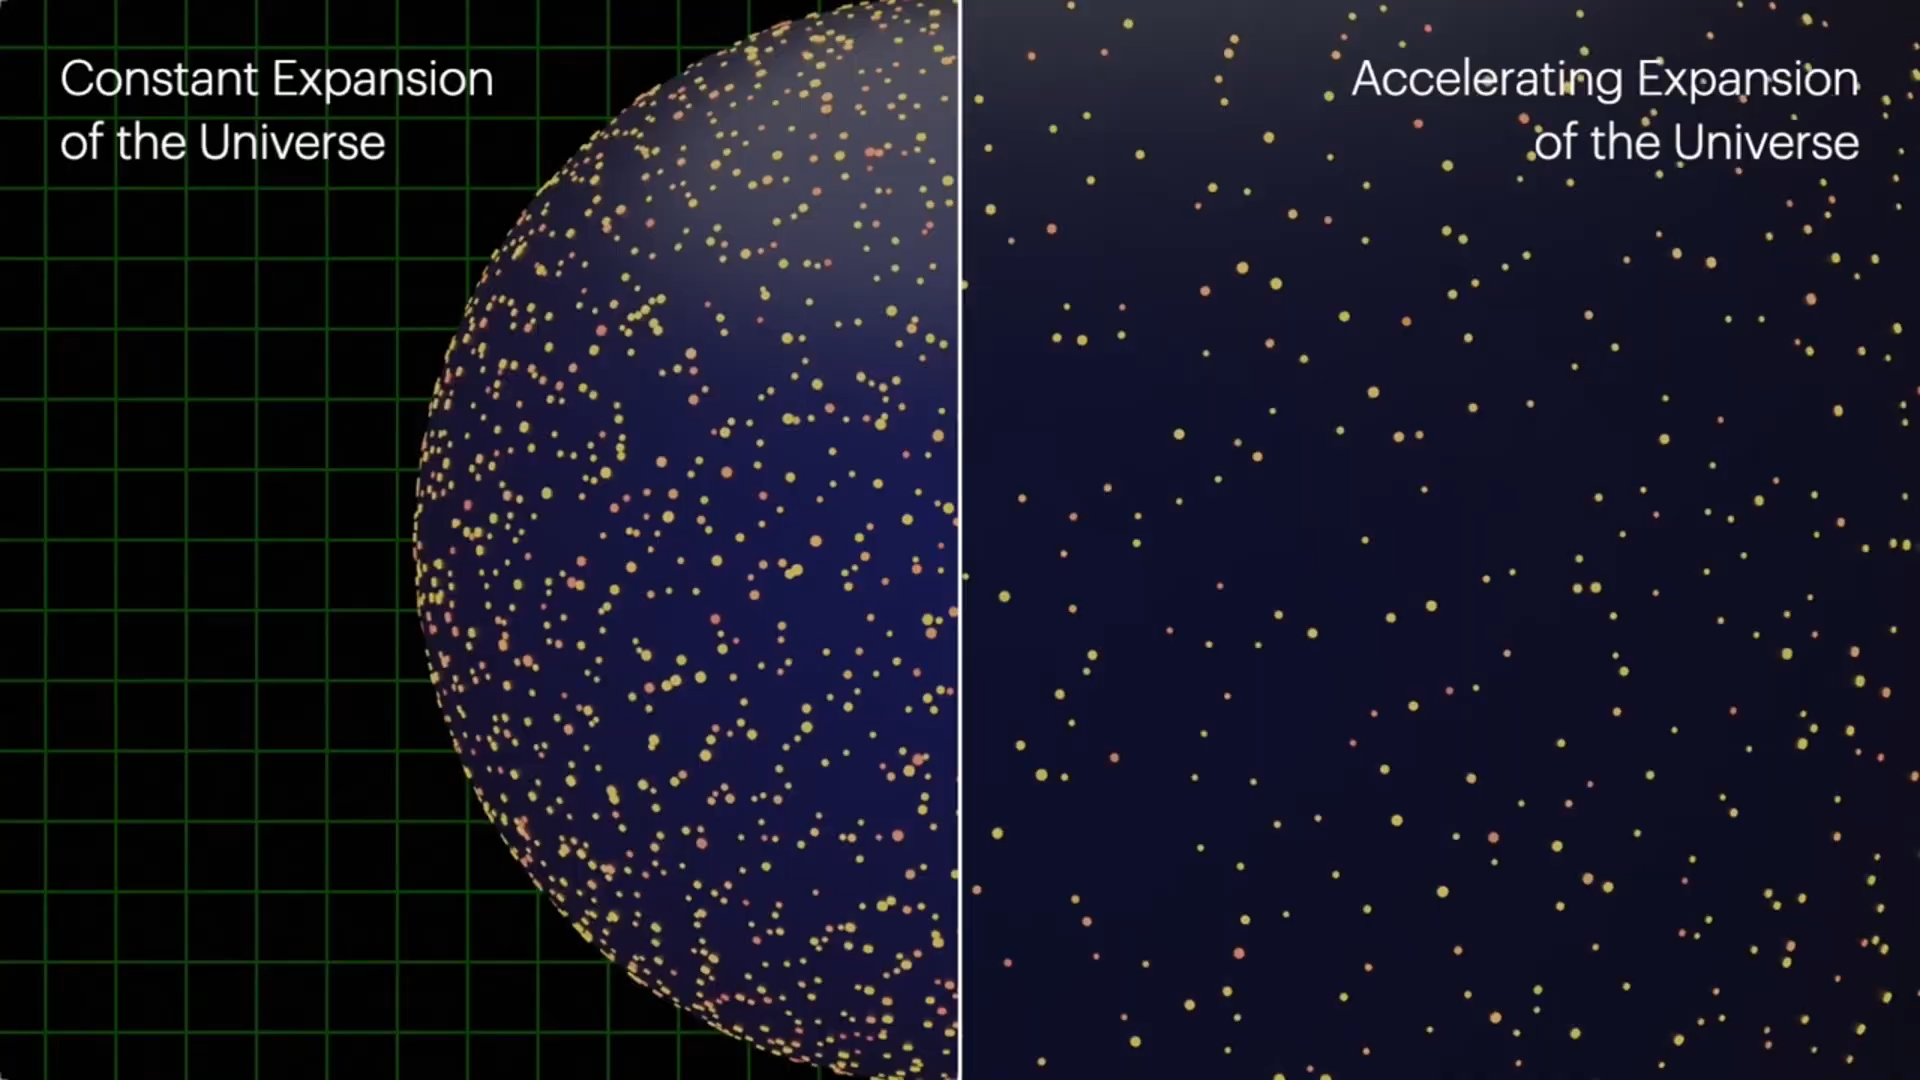 Constant Expansion
of the Universe
Accelerating Expansion
of the Universe